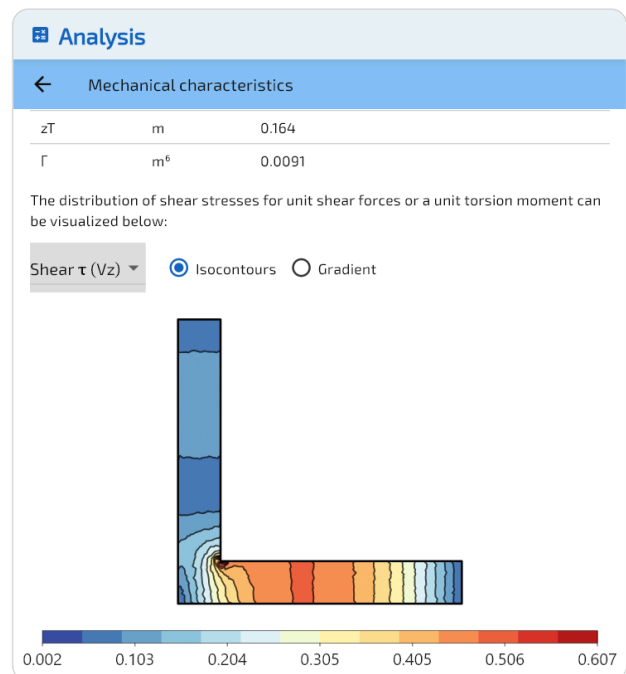 Analysis
Mechanical characteristics
zT m 0.164
Γ m⁶ 0.0091
The distribution of shear stresses for unit shear forces or a unit torsion moment can
be visualized below:
Shear τ (Vz) Isocontours Gradient
0.002 0.103 0.204 0.305 0.405 0.506 0.607